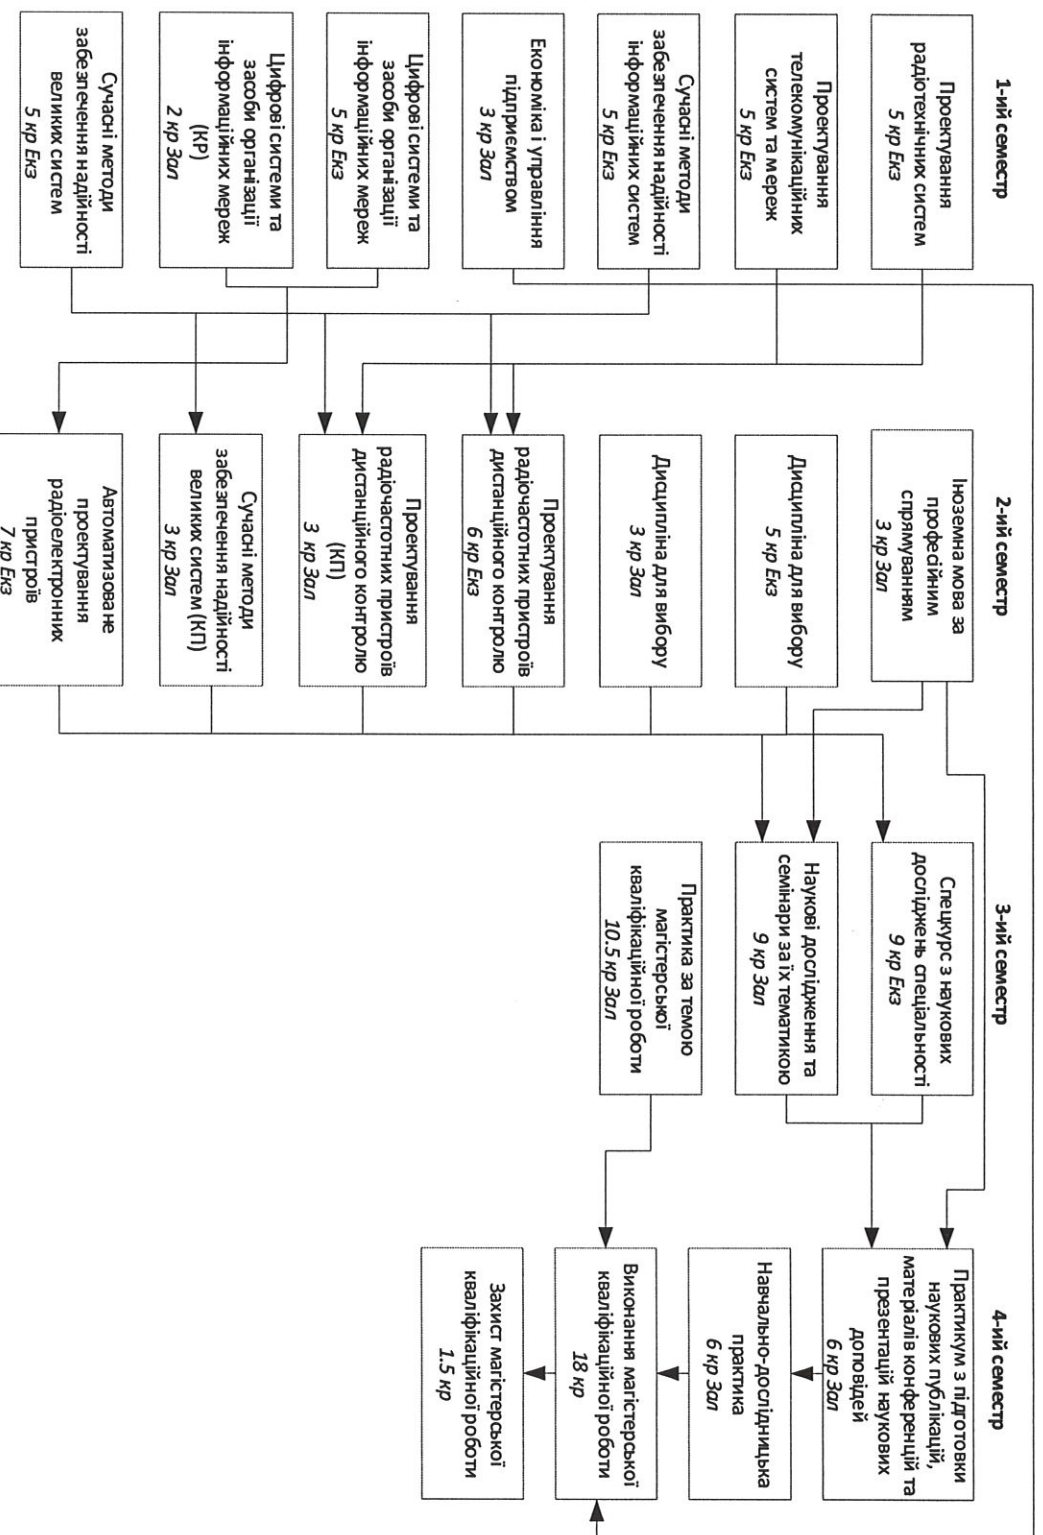 1-ий семестр
Проектування
радіотехнічних систем
5 кр Екз
Проектування
телекомунікаційних
систем та мереж
5 кр Екз
Сучасні методи
забезпечення надійності
інформаційних систем
5 кр Екз
Економіка і управління
підприємством
3 кр Зал
Цифрові системи та
засоби організації
інформаційних мереж
5 кр Екз
Цифрові системи та
засоби організації
інформаційних мереж
(КР)
2 кр Зал
Сучасні методи
забезпечення надійності
великих систем
5 кр Екз
2-ий семестр
Іноземна мова за
професійним
спрямуванням
3 кр Зал
Дисципліна для вибору
5 кр Екз
Дисципліна для вибору
3 кр Зал
Проектування
радіочастотних пристроїв
дистанційного контролю
6 кр Екз
Проектування
радіочастотних пристроїв
дистанційного контролю
(КП)
3 кр Зал
Сучасні методи
забезпечення надійності
великих систем (КП)
3 кр Зал
Автоматизоване
проектування
радіоелектронних
пристроїв
7 кр Екз
3-ий семестр
Спецкурс з наукових
досліджень спеціальності
9 кр Екз
Наукові дослідження та
семінари за їх тематикою
9 кр Зал
Практика за темою
магістерської
кваліфікаційної роботи
10.5 кр Зал
4-ий семестр
Практикум з підготовки
наукових публікацій,
матеріалів конференцій та
презентацій наукових
доповідей
6 кр Зал
Навчально-дослідницька
практика
6 кр Зал
Виконання магістерської
кваліфікаційної роботи
18 кр
Захист магістерської
кваліфікаційної роботи
1.5 кр